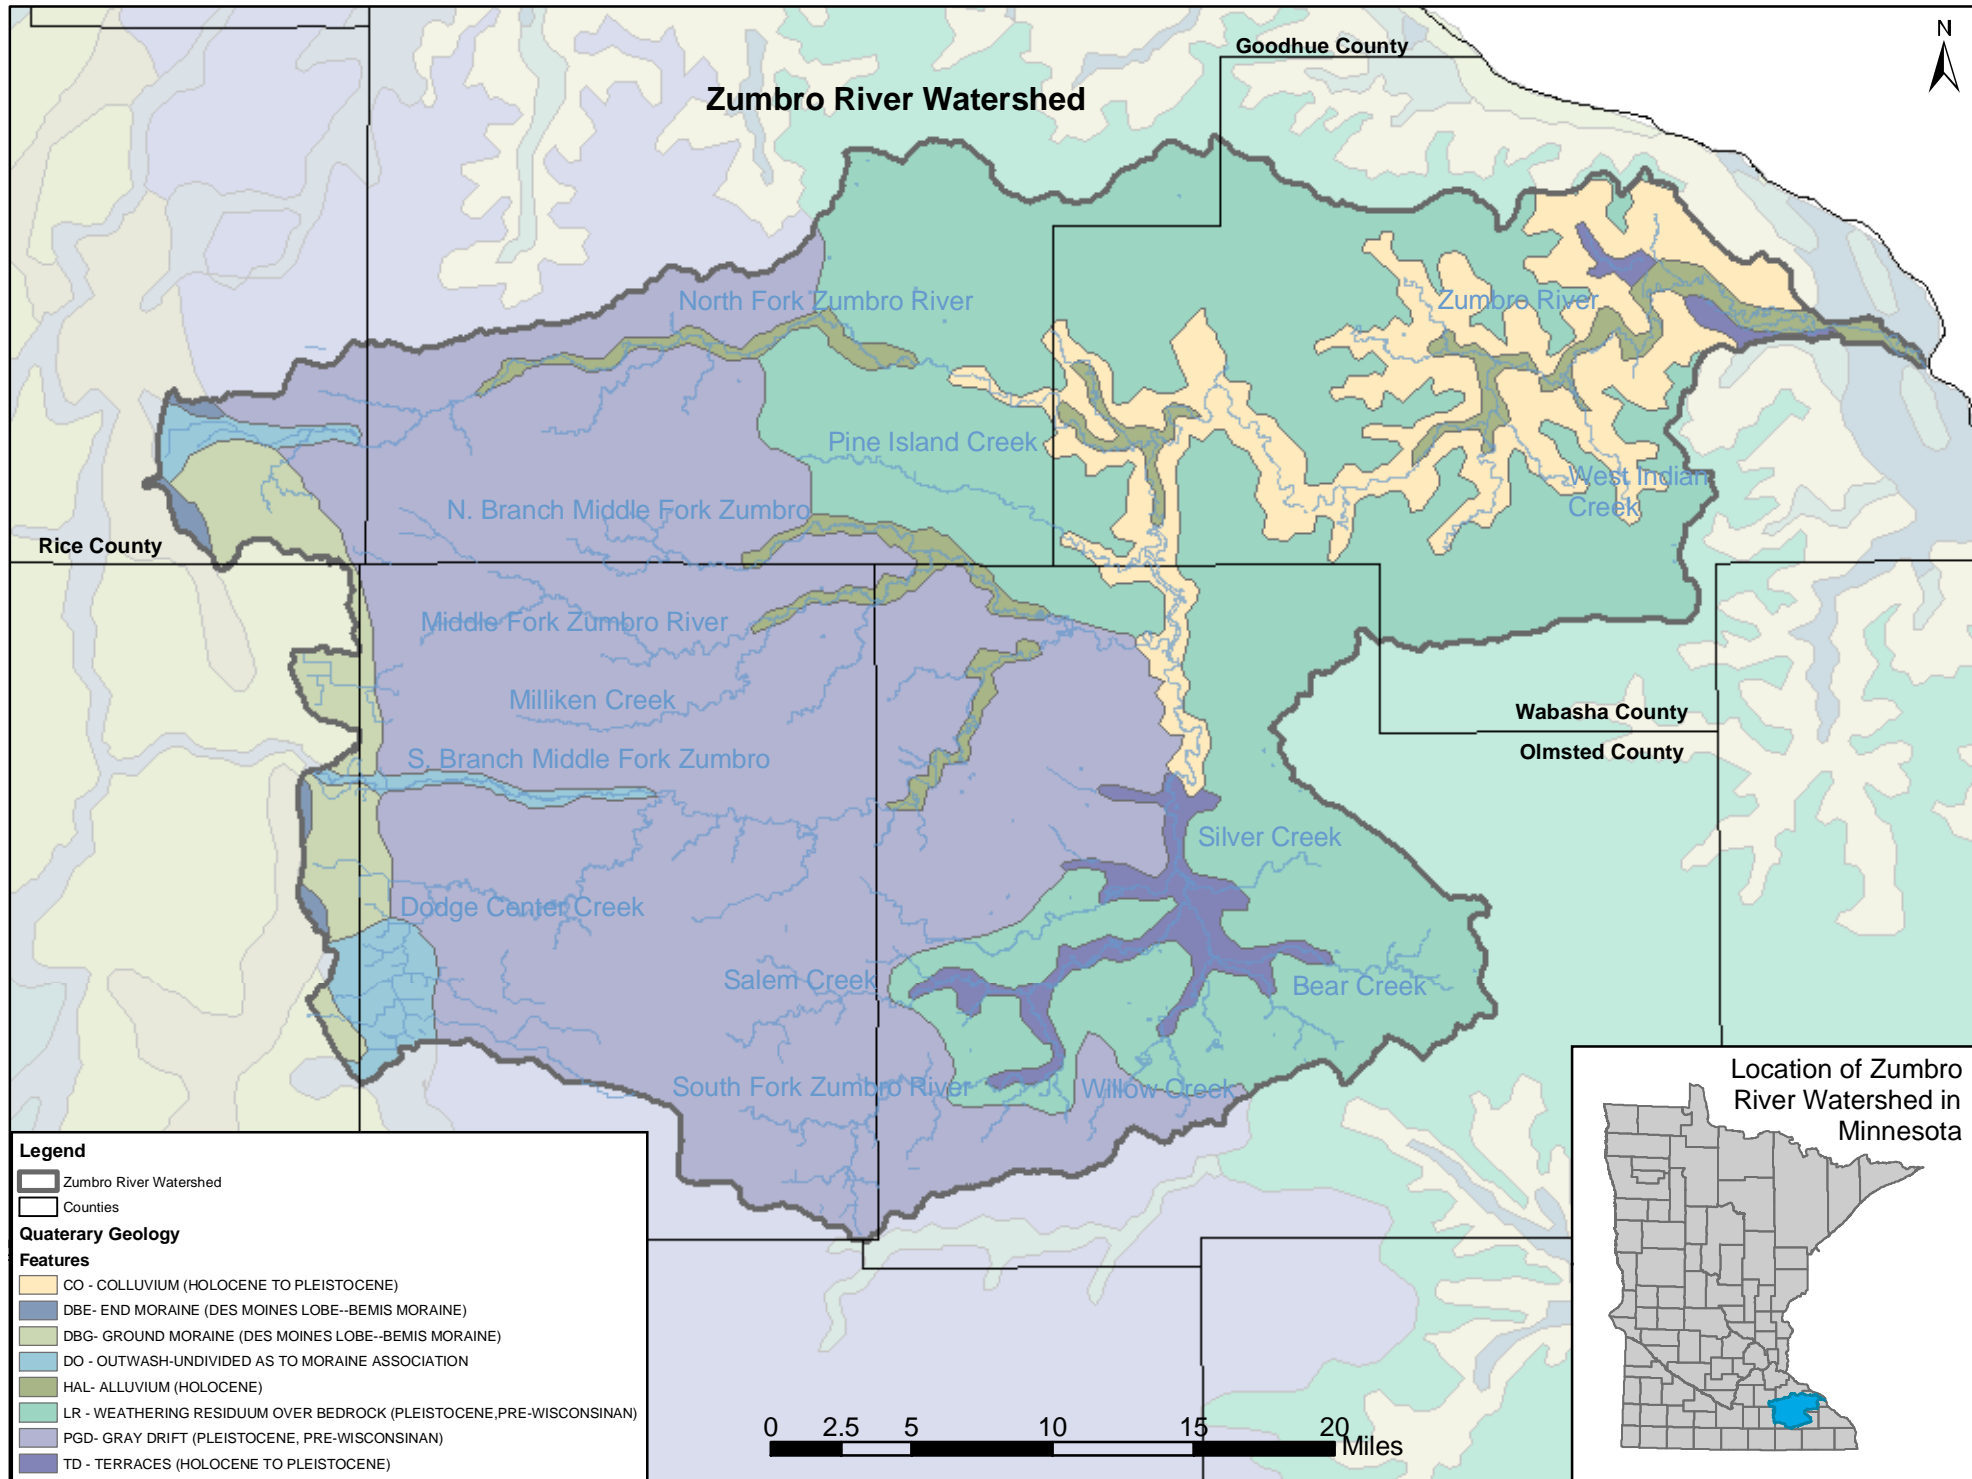 N
Goodhue County
Zumbro River Watershed
North Fork Zumbro River
Zumbro River
Pine Island Creek
West Indian
Creek
N. Branch Middle Fork Zumbro
Rice County
Middle Fork Zumbro River
Milliken Creek
Wabasha County
Olmsted County
S. Branch Middle Fork Zumbro
Silver Creek
Dodge Center Creek
Salem Creek
Bear Creek
South Fork Zumbro River
Willow Creek
Location of Zumbro
River Watershed in
Minnesota
Legend
Zumbro River Watershed
Counties
Quaterary Geology
Features
CO - COLLUVIUM (HOLOCENE TO PLEISTOCENE)
DBE- END MORAINE (DES MOINES LOBE--BEMIS MORAINE)
DBG- GROUND MORAINE (DES MOINES LOBE--BEMIS MORAINE)
DO - OUTWASH-UNDIVIDED AS TO MORAINE ASSOCIATION
HAL- ALLUVIUM (HOLOCENE)
LR - WEATHERING RESIDUUM OVER BEDROCK (PLEISTOCENE,PRE-WISCONSINAN)
PGD- GRAY DRIFT (PLEISTOCENE, PRE-WISCONSINAN)
TD - TERRACES (HOLOCENE TO PLEISTOCENE)
0 2.5 5 10 15 20
Miles